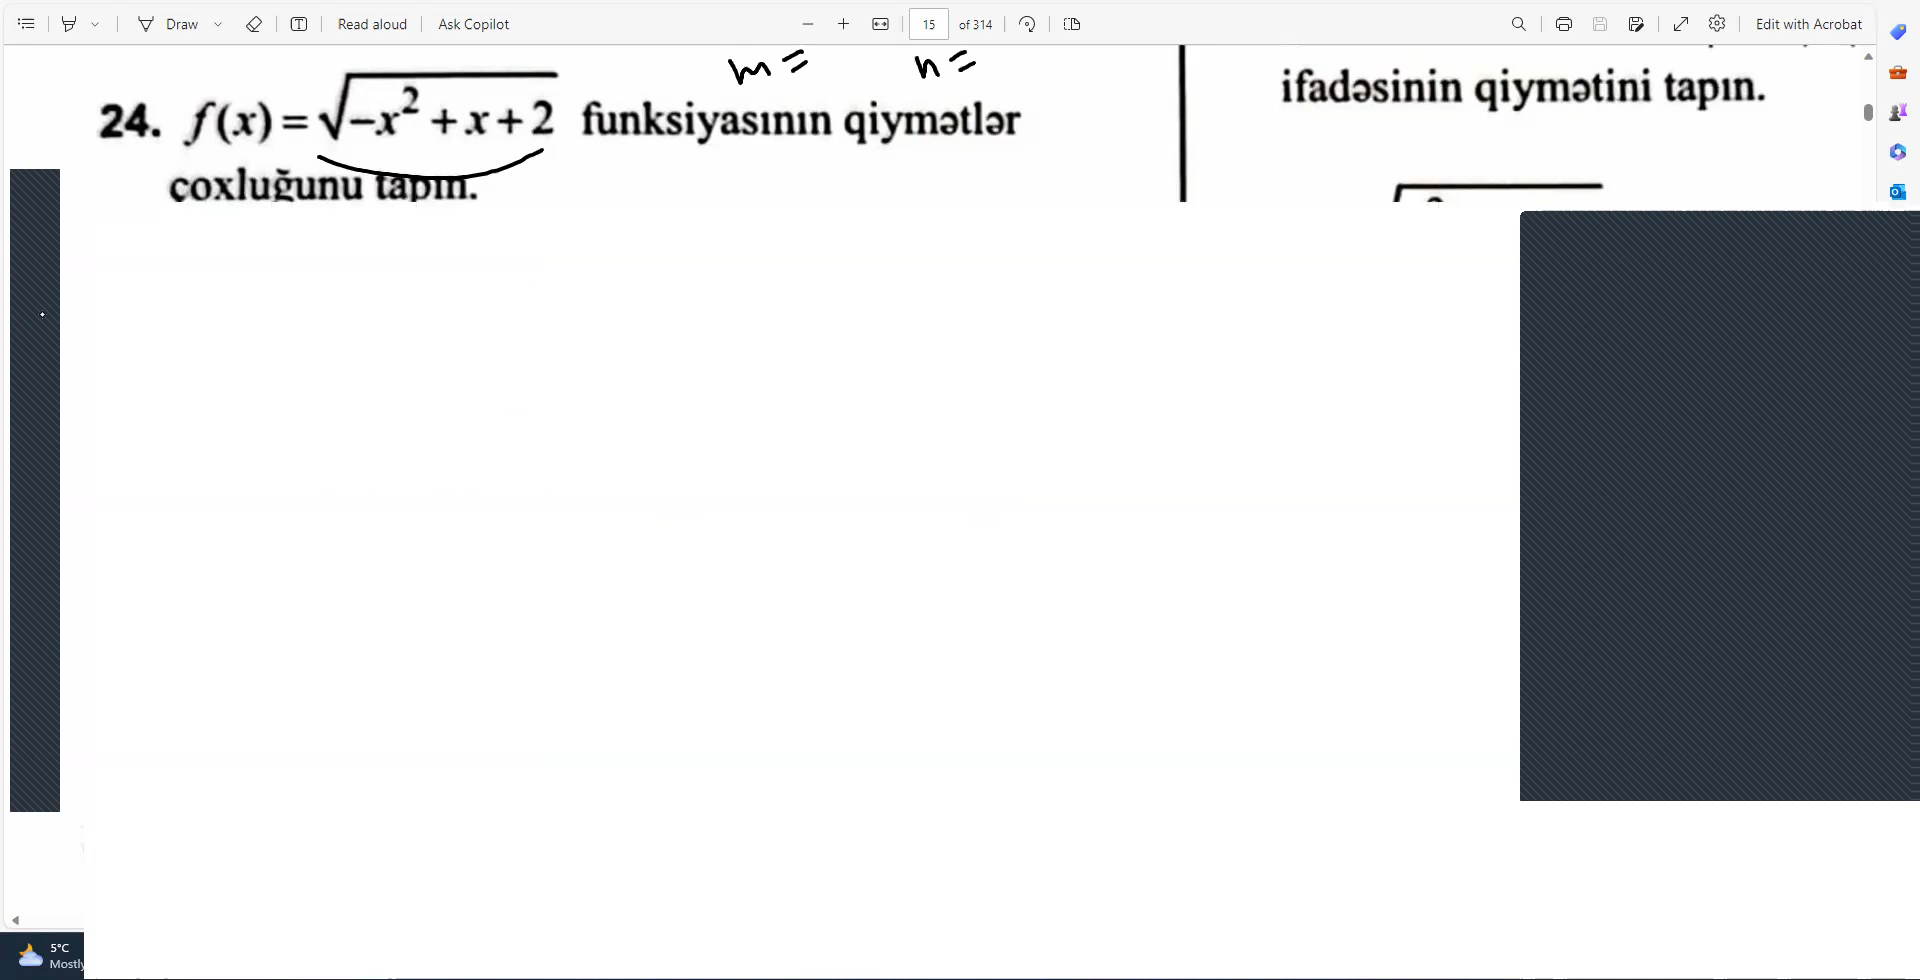 Draw
Read aloud
Ask Copilot
15 of 314
Edit with Acrobat
m = n =
24. f(x) = √-x² + x + 2 funksiyasının qiymətlər
çoxluğunu tapın.
ifadəsinin qiymətini tapın.
5°C
Mostly